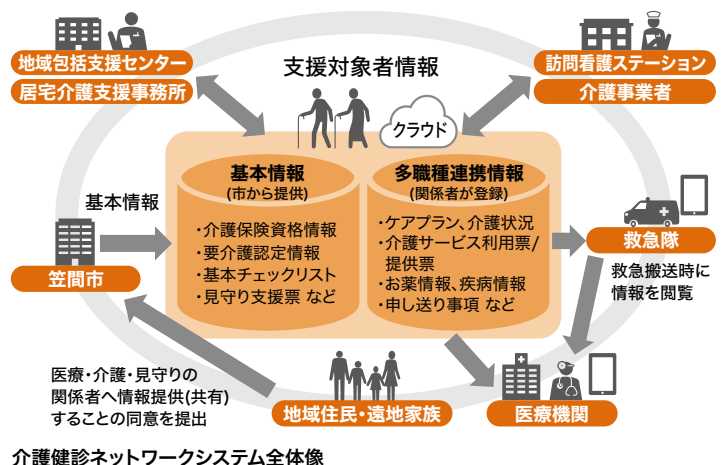 地域包括支援センター
居宅介護支援事務所
支援対象者情報
訪問看護ステーション
介護事業者
クラウド
基本情報
基本情報
(市から提供)
・介護保険資格情報
・要介護認定情報
・基本チェックリスト
・見守り支援票 など
多職種連携情報
(関係者が登録)
・ケアプラン、介護状況
・介護サービス利用票/
提供票
・お薬情報、疾病情報
・申し送り事項 など
笠間市
救急隊
救急搬送時に
情報を閲覧
医療・介護・見守りの
関係者へ情報提供(共有)
することの同意を提出
地域住民・遠地家族
医療機関
介護健診ネットワークシステム全体像